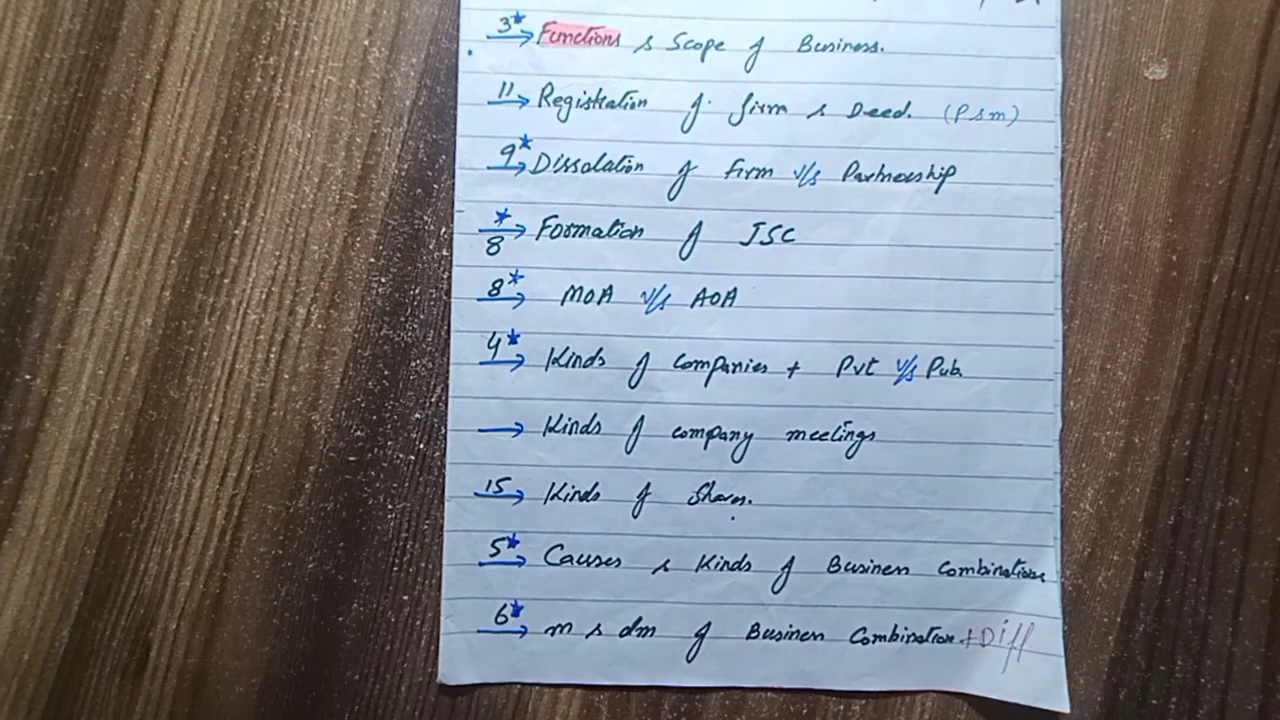 3* → Functions & Scope of Business.
11 → Registration of firm & Deed. (P & m)
9* → Dissolation of firm v/s Partnership
*/8 → Formation of JSC
8* → MOA v/s AOA
4* → Kinds of Companies + Pvt v/s Pub.
→ Kinds of company meetings
15 → Kinds of Shares.
5* → Causes & Kinds of Business Combinations
6* → m & dm of Business Combination + Diff